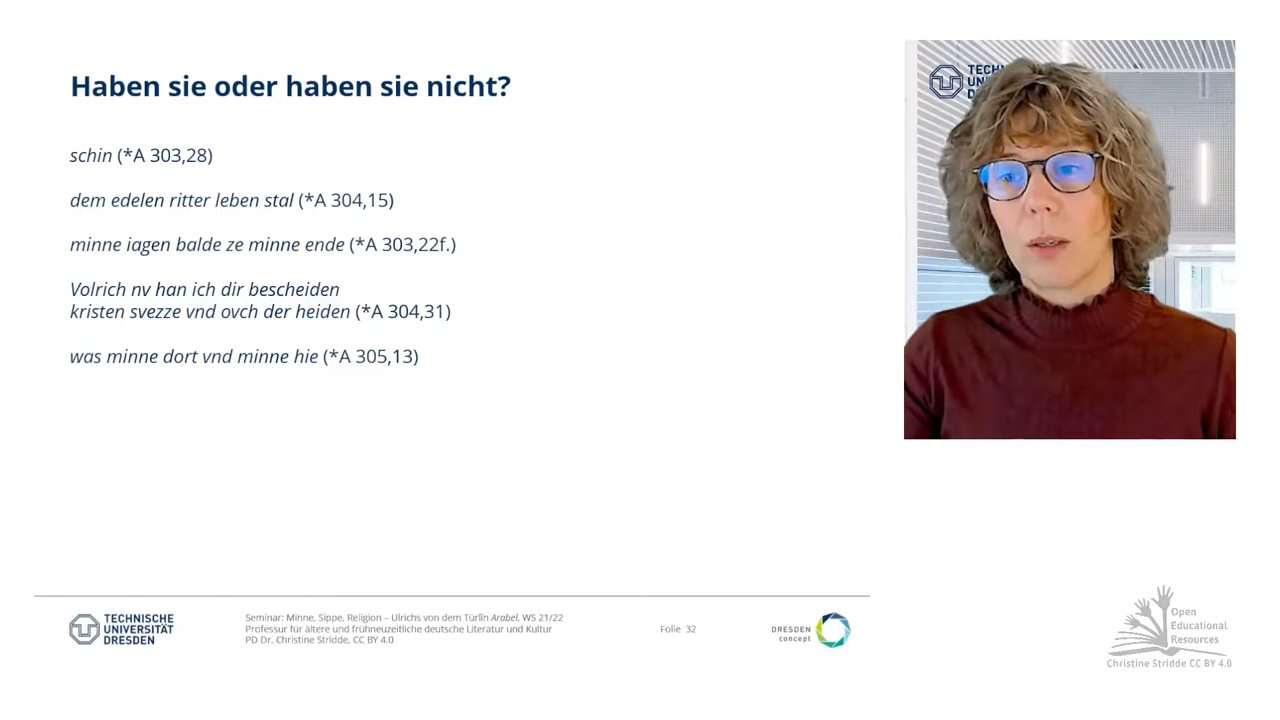 Haben sie oder haben sie nicht?
schin (*A 303,28)
dem edelen ritter leben stal (*A 304,15)
minne iagen balde ze minne ende (*A 303,22f.)
Volrich nv han ich dir bescheiden
kristen svezze vnd ovch der heiden (*A 304,31)
was minne dort vnd minne hie (*A 305,13)
TECHNISCHE
UNIVERSITÄT
DRESDEN
Seminar: Minne, Sippe, Religion – Ulrichs von dem Türlin Arabel, WS 21/22
Professur für ältere und frühneuzeitliche deutsche Literatur und Kultur
PD Dr. Christine Stridde, CC BY 4.0
Folie 32
DRESDEN
concept
Open
Educational
Resources
Christine Stridde CC BY 4.0